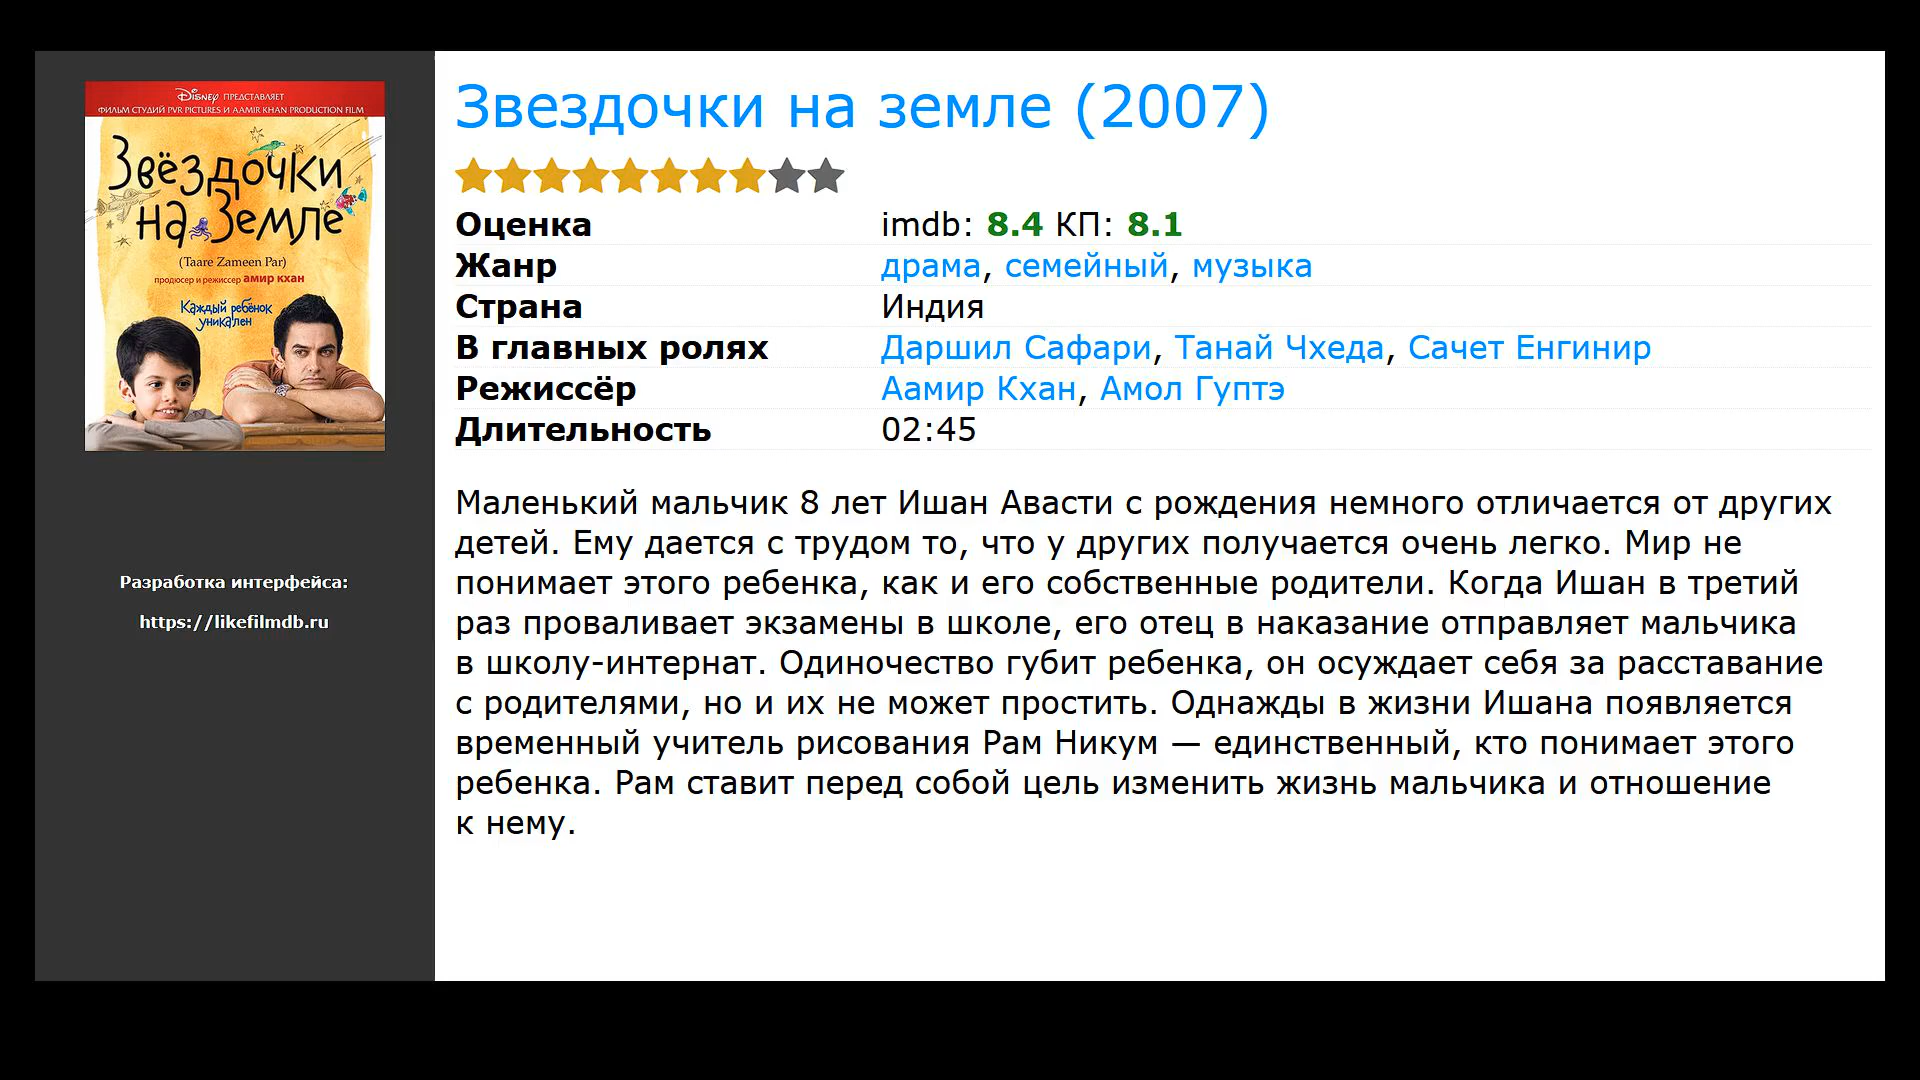 Disney ПРЕДСТАВЛЯЕТ
ФИЛЬМ СТУДИЙ PVR PICTURES И AAMIR KHAN PRODUCTION FILM
Звёздочки
на Земле
(Taare Zameen Par)
продюсер и режиссер амир кхан
Каждый ребёнок
уникален
Разработка интерфейса:
https://likefilmdb.ru
Звездочки на земле (2007)
Оценка imdb: 8.4 КП: 8.1
Жанр драма, семейный, музыка
Страна Индия
В главных ролях Даршил Сафари, Танай Чхеда, Сачет Енгинир
Режиссёр Аамир Кхан, Амол Гуптэ
Длительность 02:45
Маленький мальчик 8 лет Ишан Авасти с рождения немного отличается от других
детей. Ему дается с трудом то, что у других получается очень легко. Мир не
понимает этого ребенка, как и его собственные родители. Когда Ишан в третий
раз проваливает экзамены в школе, его отец в наказание отправляет мальчика
в школу-интернат. Одиночество губит ребенка, он осуждает себя за расставание
с родителями, но и их не может простить. Однажды в жизни Ишана появляется
временный учитель рисования Рам Никум — единственный, кто понимает этого
ребенка. Рам ставит перед собой цель изменить жизнь мальчика и отношение
к нему.